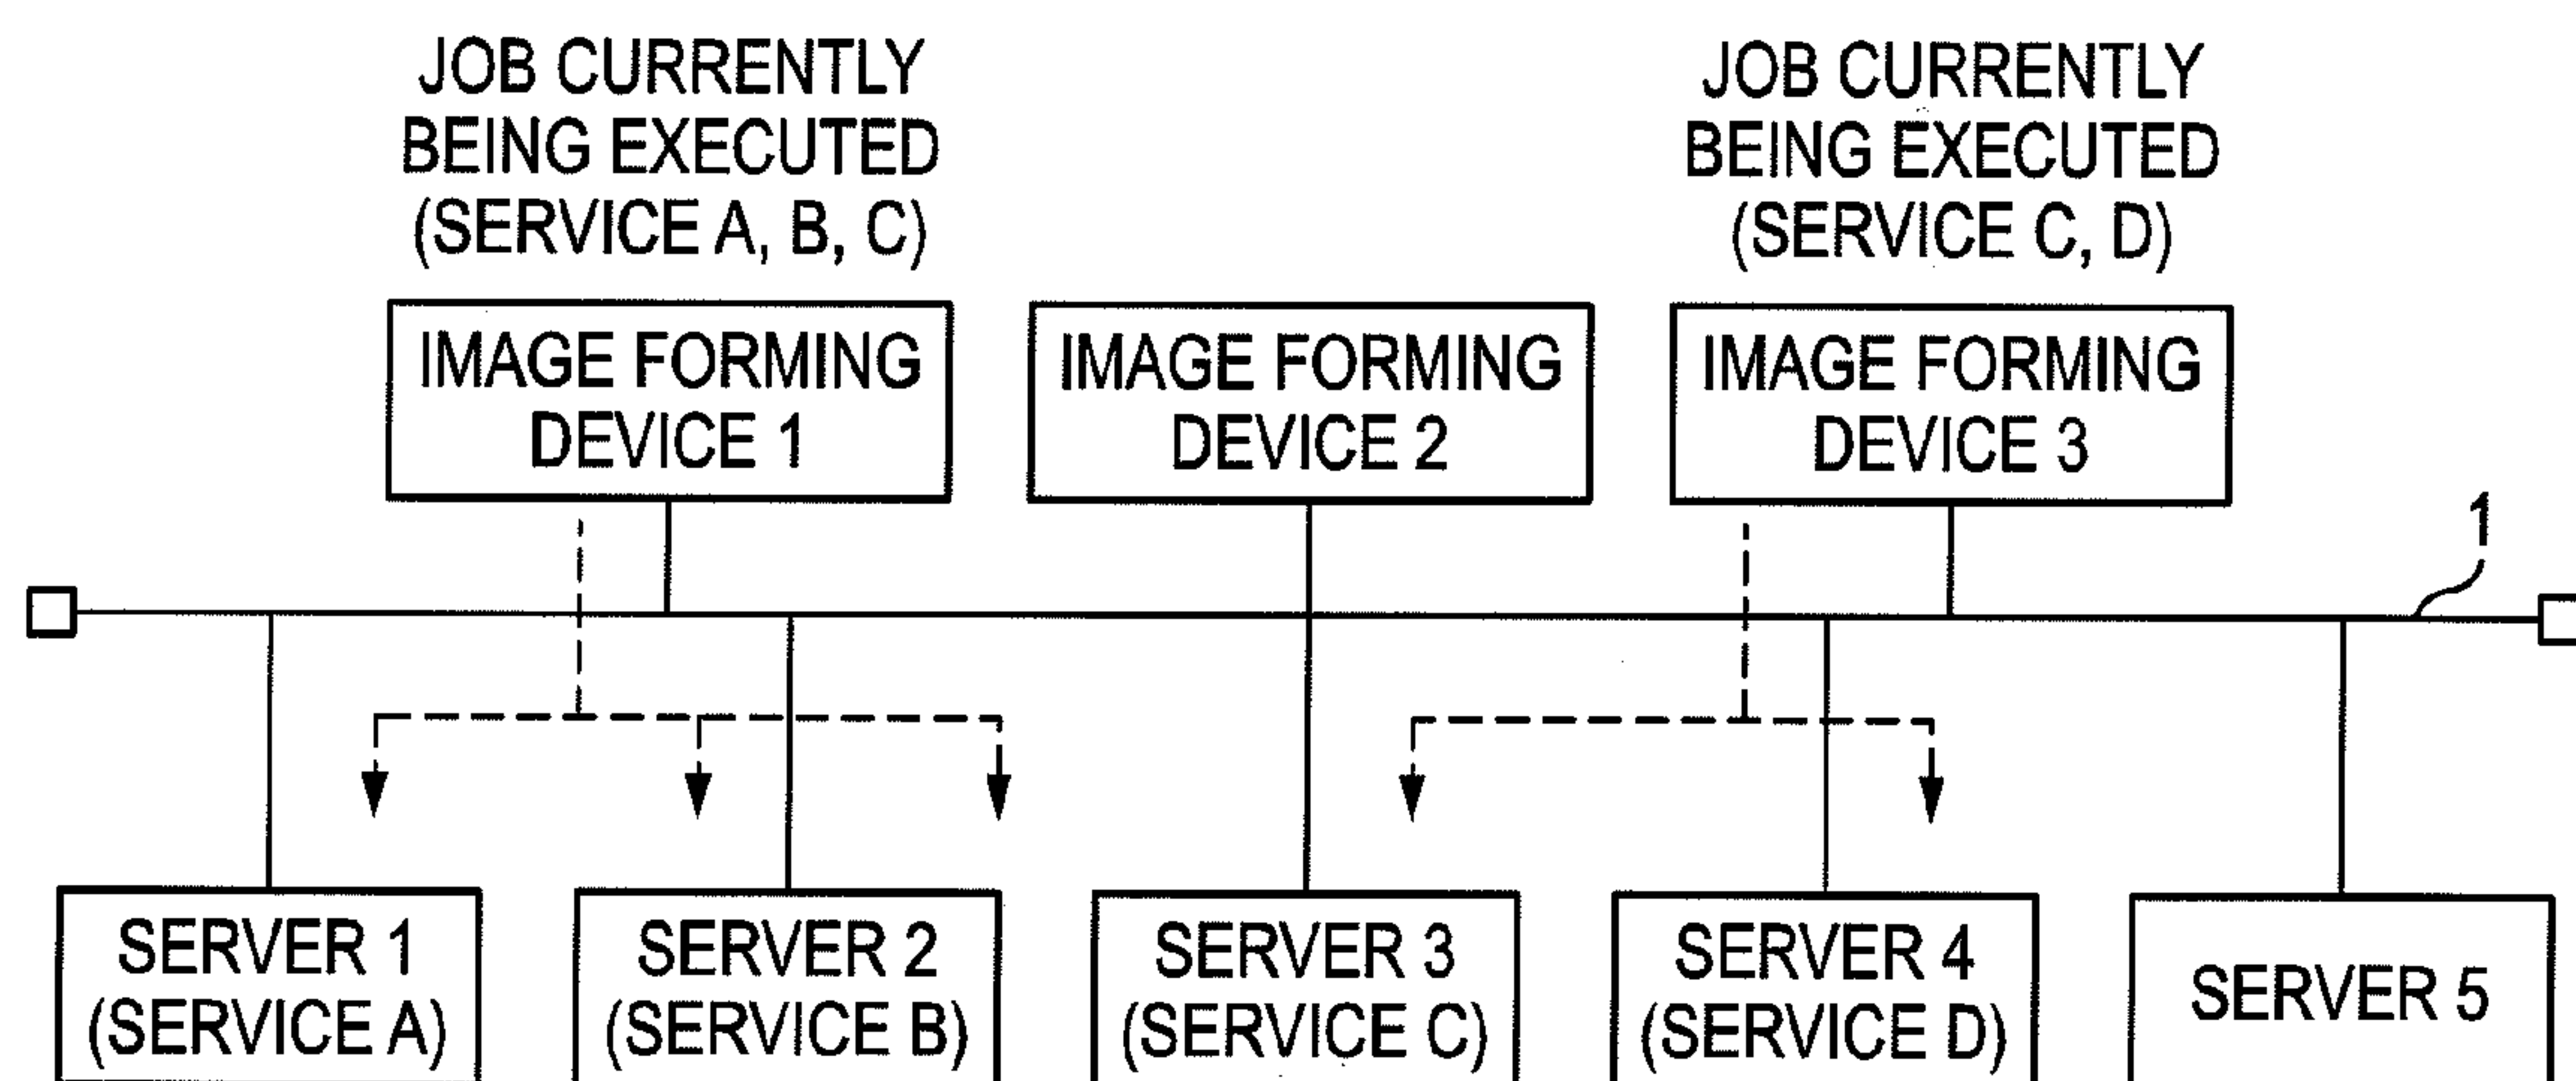 JOB CURRENTLY
BEING EXECUTED
(SERVICE A, B, C)
JOB CURRENTLY
BEING EXECUTED
(SERVICE C, D)
IMAGE FORMING
DEVICE 1
IMAGE FORMING
DEVICE 2
IMAGE FORMING
DEVICE 3
1
SERVER 1
(SERVICE A)
SERVER 2
(SERVICE B)
SERVER 3
(SERVICE C)
SERVER 4
(SERVICE D)
SERVER 5